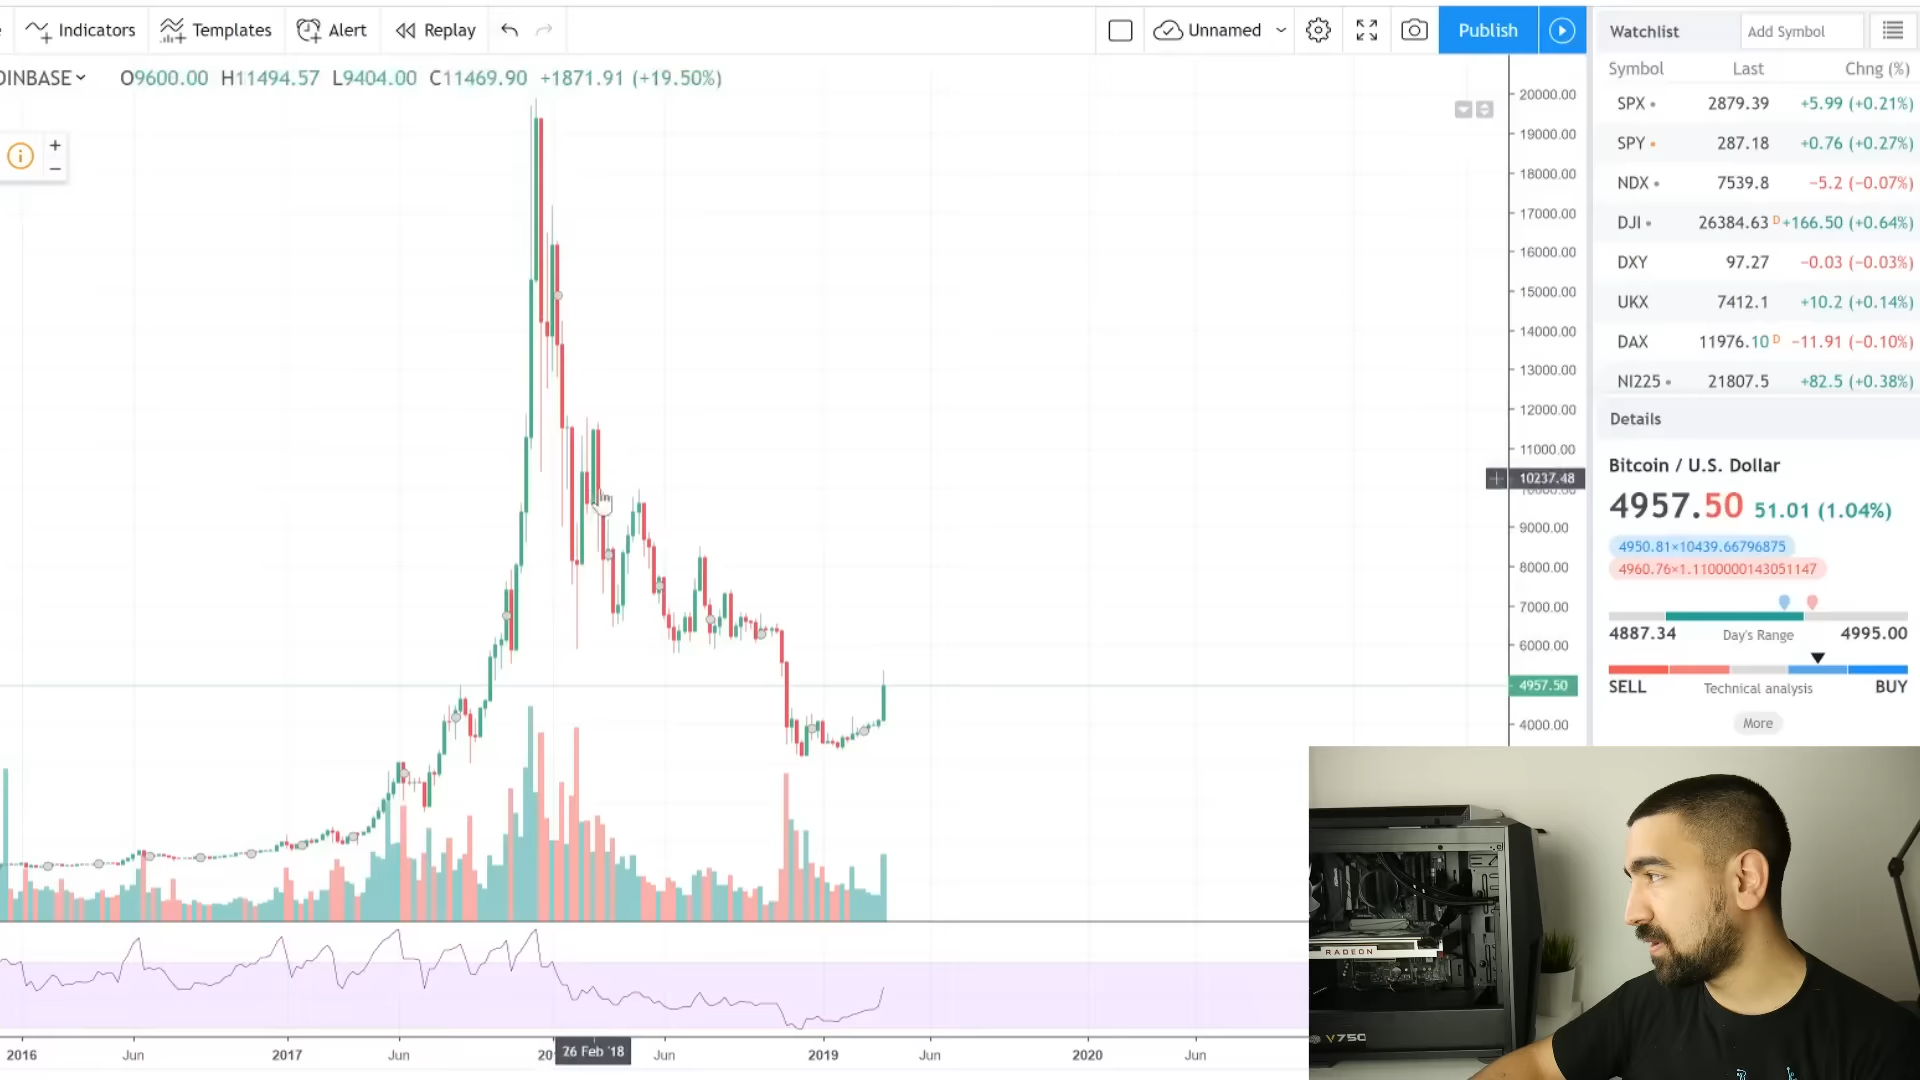 Indicators Templates Alert Replay Unnamed Publish
OINBASE O9600.00 H11494.57 L9404.00 C11469.90 +1871.91 (+19.50%)
+
−
20000.00
19000.00
18000.00
17000.00
16000.00
15000.00
14000.00
13000.00
12000.00
11000.00
10237.48
10000.00
9000.00
8000.00
7000.00
6000.00
4957.50
4000.00
2016 Jun 2017 Jun 26 Feb '18 Jun 2019 Jun 2020 Jun
Watchlist Add Symbol
Symbol Last Chng (%)
SPX 2879.39 +5.99 (+0.21%)
SPY 287.18 +0.76 (+0.27%)
NDX 7539.8 −5.2 (−0.07%)
DJI 26384.63 D +166.50 (+0.64%)
DXY 97.27 −0.03 (−0.03%)
UKX 7412.1 +10.2 (+0.14%)
DAX 11976.10 D −11.91 (−0.10%)
NI225 21807.5 +82.5 (+0.38%)
Details
Bitcoin / U.S. Dollar
4957.50 51.01 (1.04%)
4950.81×10439.66796875
4960.76×1.1100000143051147
4887.34 Day's Range 4995.00
SELL Technical analysis BUY
More
RADEON
V750